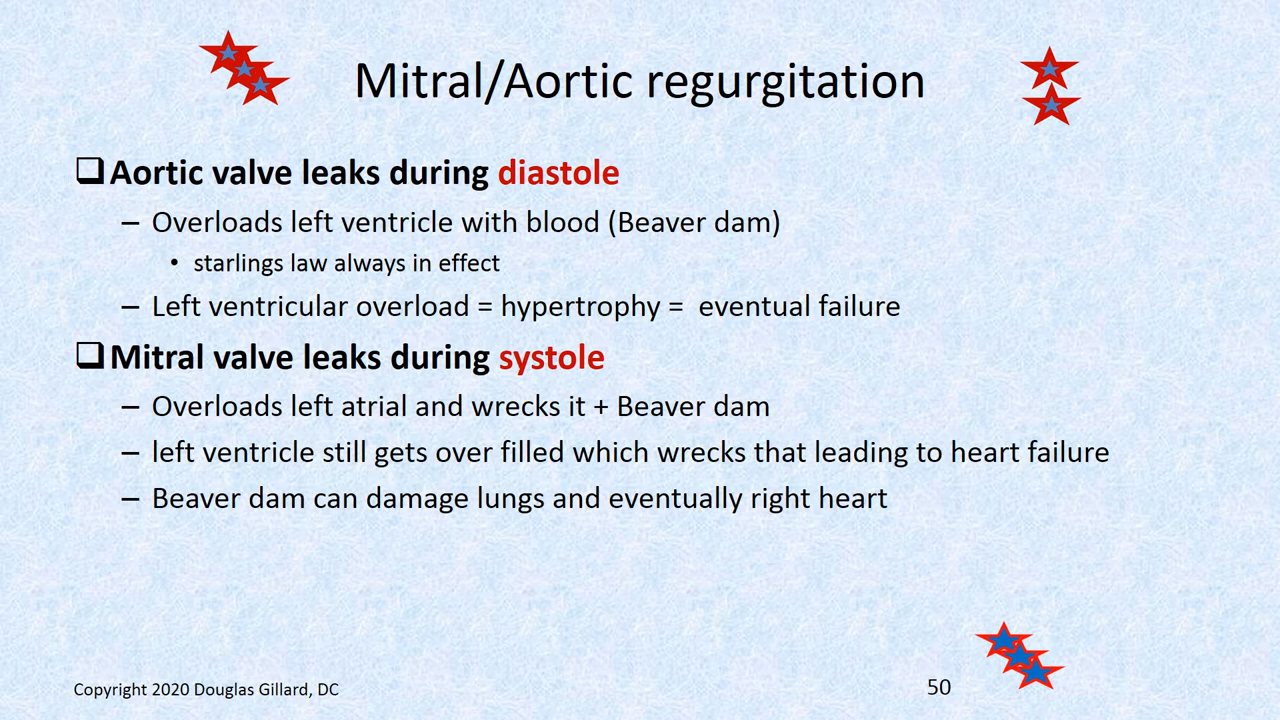 Mitral/Aortic regurgitation
❑Aortic valve leaks during diastole
– Overloads left ventricle with blood (Beaver dam)
• starlings law always in effect
– Left ventricular overload = hypertrophy =  eventual failure
❑Mitral valve leaks during systole
– Overloads left atrial and wrecks it + Beaver dam
– left ventricle still gets over filled which wrecks that leading to heart failure
– Beaver dam can damage lungs and eventually right heart
Copyright 2020 Douglas Gillard, DC
50